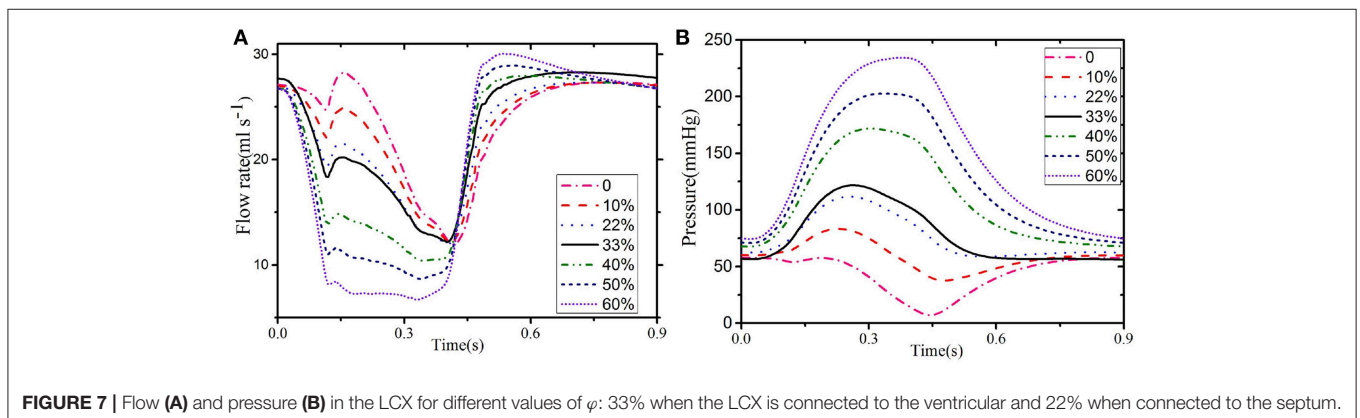 A
Flow rate(ml s⁻¹)
30
20
10
0
10%
22%
33%
40%
50%
60%
0.0 0.3 0.6 0.9
Time(s)
B
Pressure(mmHg)
250
200
150
100
50
0
0
10%
22%
33%
40%
50%
60%
0.0 0.3 0.6 0.9
Time(s)
FIGURE 7 | Flow (A) and pressure (B) in the LCX for different values of φ: 33% when the LCX is connected to the ventricular and 22% when connected to the septum.